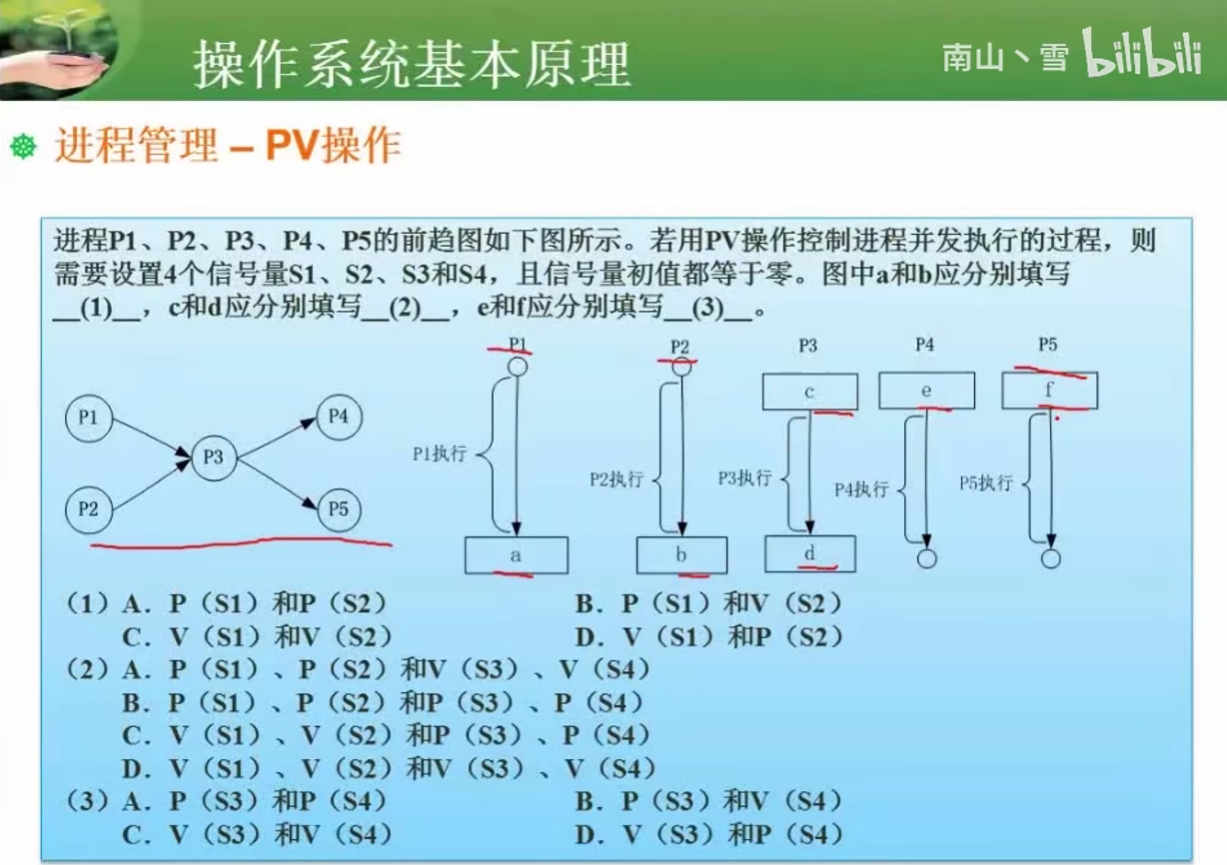 操作系统基本原理
南山丶雪 bilibili
进程管理 – PV操作
进程P1、P2、P3、P4、P5的前趋图如下图所示。若用PV操作控制进程并发执行的过程，则
需要设置4个信号量S1、S2、S3和S4，且信号量初值都等于零。图中a和b应分别填写
__(1)__，c和d应分别填写__(2)__，e和f应分别填写__(3)__。
P1 P2 P3 P4 P5
c e f
P1 P4
P3
P2 P5
P1执行 P2执行 P3执行 P4执行 P5执行
a b d
（1）A．P（S1）和P（S2） B．P（S1）和V（S2）
C．V（S1）和V（S2） D．V（S1）和P（S2）
（2）A．P（S1）、P（S2）和V（S3）、V（S4）
B．P（S1）、P（S2）和P（S3）、P（S4）
C．V（S1）、V（S2）和P（S3）、P（S4）
D．V（S1）、V（S2）和V（S3）、V（S4）
（3）A．P（S3）和P（S4） B．P（S3）和V（S4）
C．V（S3）和V（S4） D．V（S3）和P（S4）